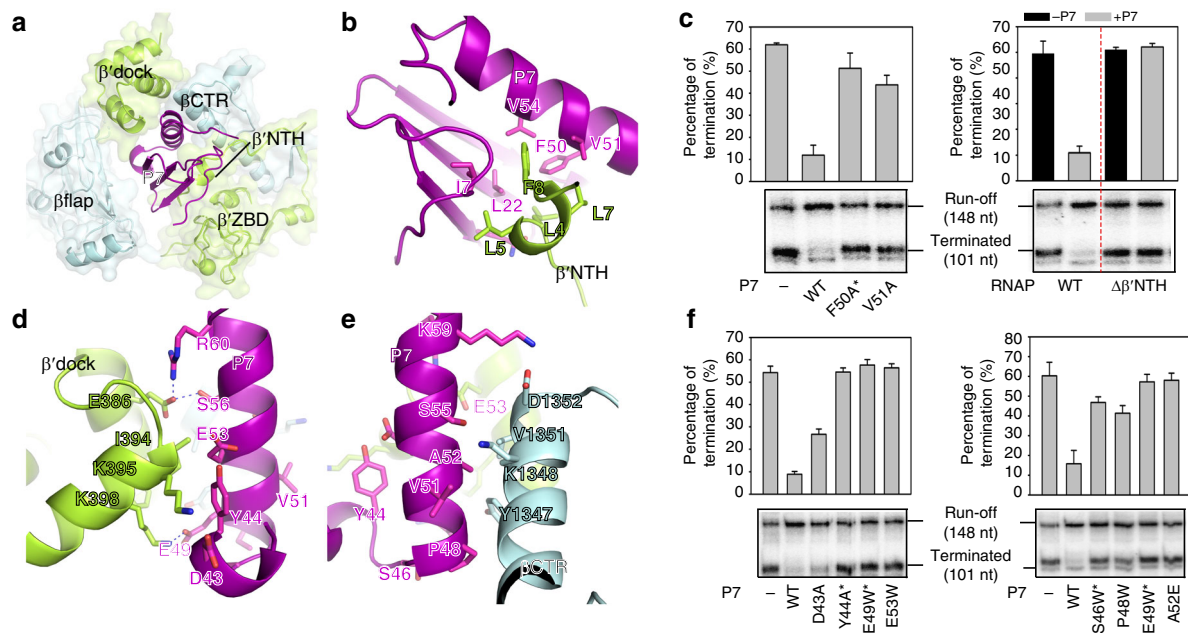 a
β′dock
βCTR
β′NTH
P7
βflap
β′ZBD
b
P7
V54
V51
F50
I7
F8
L22
L7
L4
L5
β′NTH
c
Percentage of
termination (%)
70
60
50
40
30
20
10
0
P7
–
WT
F50A*
V51A
–P7
+P7
Percentage of
termination (%)
70
60
50
40
30
20
10
0
Run-off
(148 nt)
Terminated
(101 nt)
RNAP
WT
Δβ′NTH
d
R60
β′dock
P7
E386
S56
I394
E53
K395
K398
V51
Y44
E49
D43
e
K59
P7
D1352
E53
S55
V1351
A52
K1348
V51
Y44
Y1347
P48
βCTR
S46
f
Percentage of
termination (%)
70
60
50
40
30
20
10
0
P7
–
WT
D43A
Y44A*
E49W*
E53W
Percentage of
termination (%)
80
70
60
50
40
30
20
10
0
Run-off
(148 nt)
Terminated
(101 nt)
P7
–
WT
S46W*
P48W
E49W*
A52E